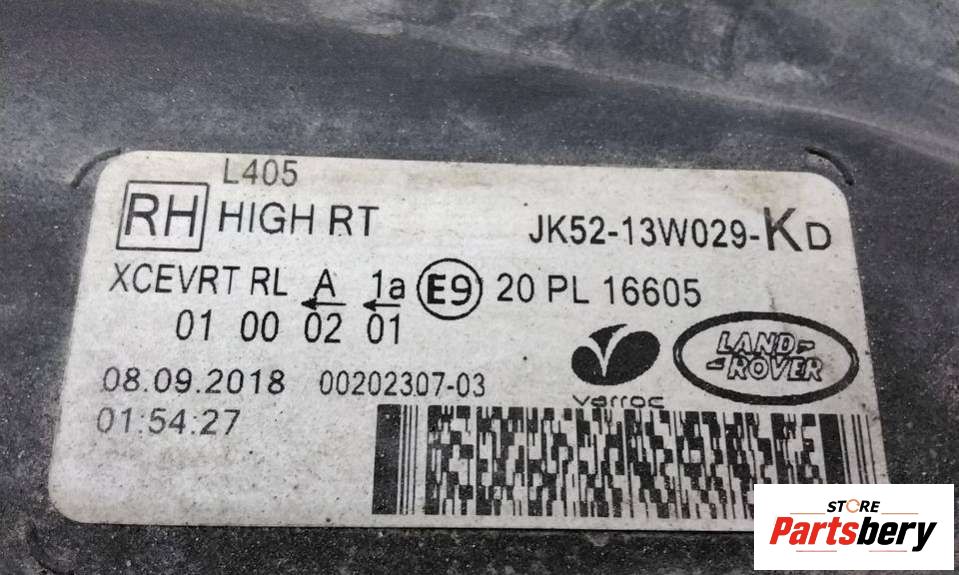 L405
RH HIGH RT JK52-13W029-KD
XCEVRT RL A 1a E9 20 PL 16605
01 00 02 01
LAND-
-ROVER
08.09.2018 00202307-03 varroc
01:54:27
STORE
Partsbery